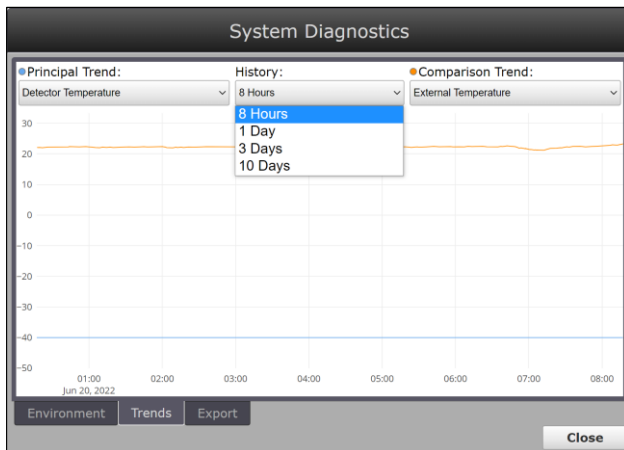 System Diagnostics
Principal Trend: History: Comparison Trend:
Detector Temperature 8 Hours External Temperature
8 Hours
1 Day
3 Days
10 Days
30
20
10
0
−10
−20
−30
−40
−50
01:00 02:00 03:00 04:00 05:00 06:00 07:00 08:00
Jun 20, 2022
Environment Trends Export
Close